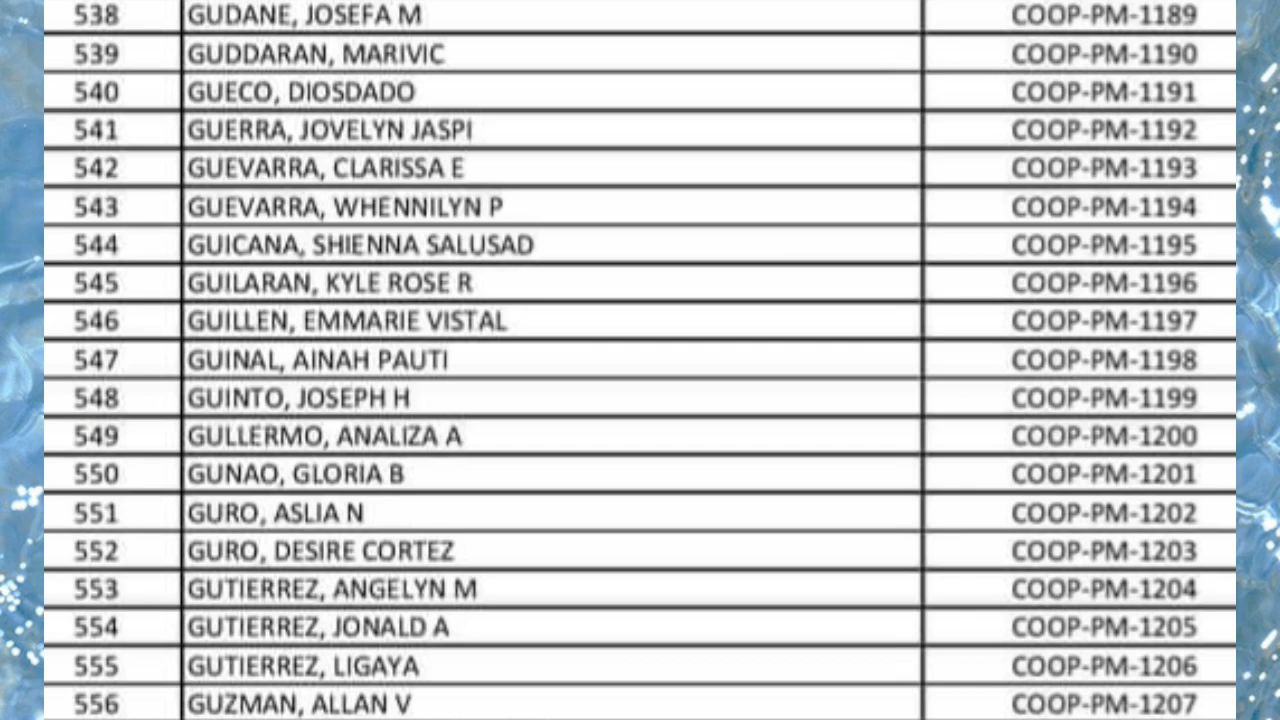 538 GUDANE, JOSEFA M COOP-PM-1189
539 GUDDARAN, MARIVIC COOP-PM-1190
540 GUECO, DIOSDADO COOP-PM-1191
541 GUERRA, JOVELYN JASPI COOP-PM-1192
542 GUEVARRA, CLARISSA E COOP-PM-1193
543 GUEVARRA, WHENNILYN P COOP-PM-1194
544 GUICANA, SHIENNA SALUSAD COOP-PM-1195
545 GUILARAN, KYLE ROSE R COOP-PM-1196
546 GUILLEN, EMMARIE VISTAL COOP-PM-1197
547 GUINAL, AINAH PAUTI COOP-PM-1198
548 GUINTO, JOSEPH H COOP-PM-1199
549 GULLERMO, ANALIZA A COOP-PM-1200
550 GUNAO, GLORIA B COOP-PM-1201
551 GURO, ASLIA N COOP-PM-1202
552 GURO, DESIRE CORTEZ COOP-PM-1203
553 GUTIERREZ, ANGELYN M COOP-PM-1204
554 GUTIERREZ, JONALD A COOP-PM-1205
555 GUTIERREZ, LIGAYA COOP-PM-1206
556 GUZMAN, ALLAN V COOP-PM-1207